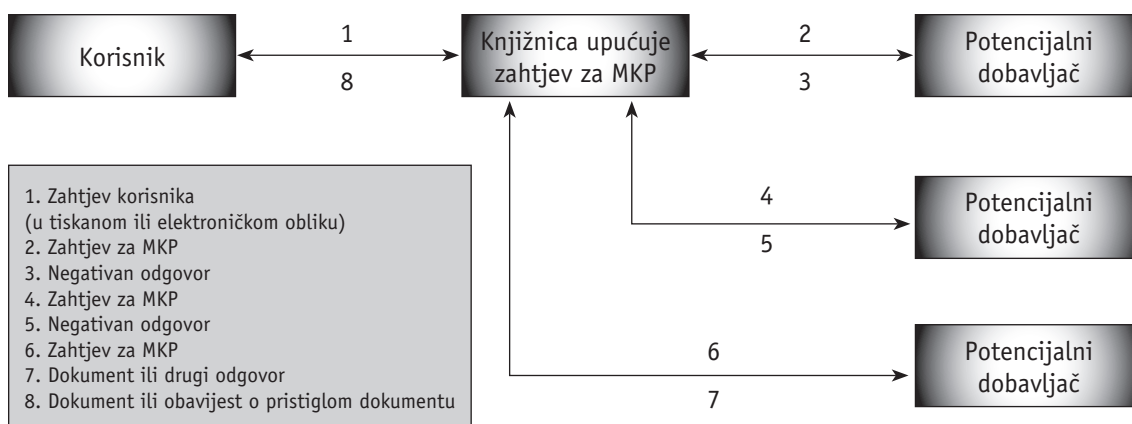 Korisnik
1
8
Knjižnica upućuje
zahtjev za MKP
2
3
Potencijalni
dobavljač
4
5
Potencijalni
dobavljač
6
7
Potencijalni
dobavljač
1. Zahtjev korisnika
(u tiskanom ili elektroničkom obliku)
2. Zahtjev za MKP
3. Negativan odgovor
4. Zahtjev za MKP
5. Negativan odgovor
6. Zahtjev za MKP
7. Dokument ili drugi odgovor
8. Dokument ili obavijest o pristiglom dokumentu